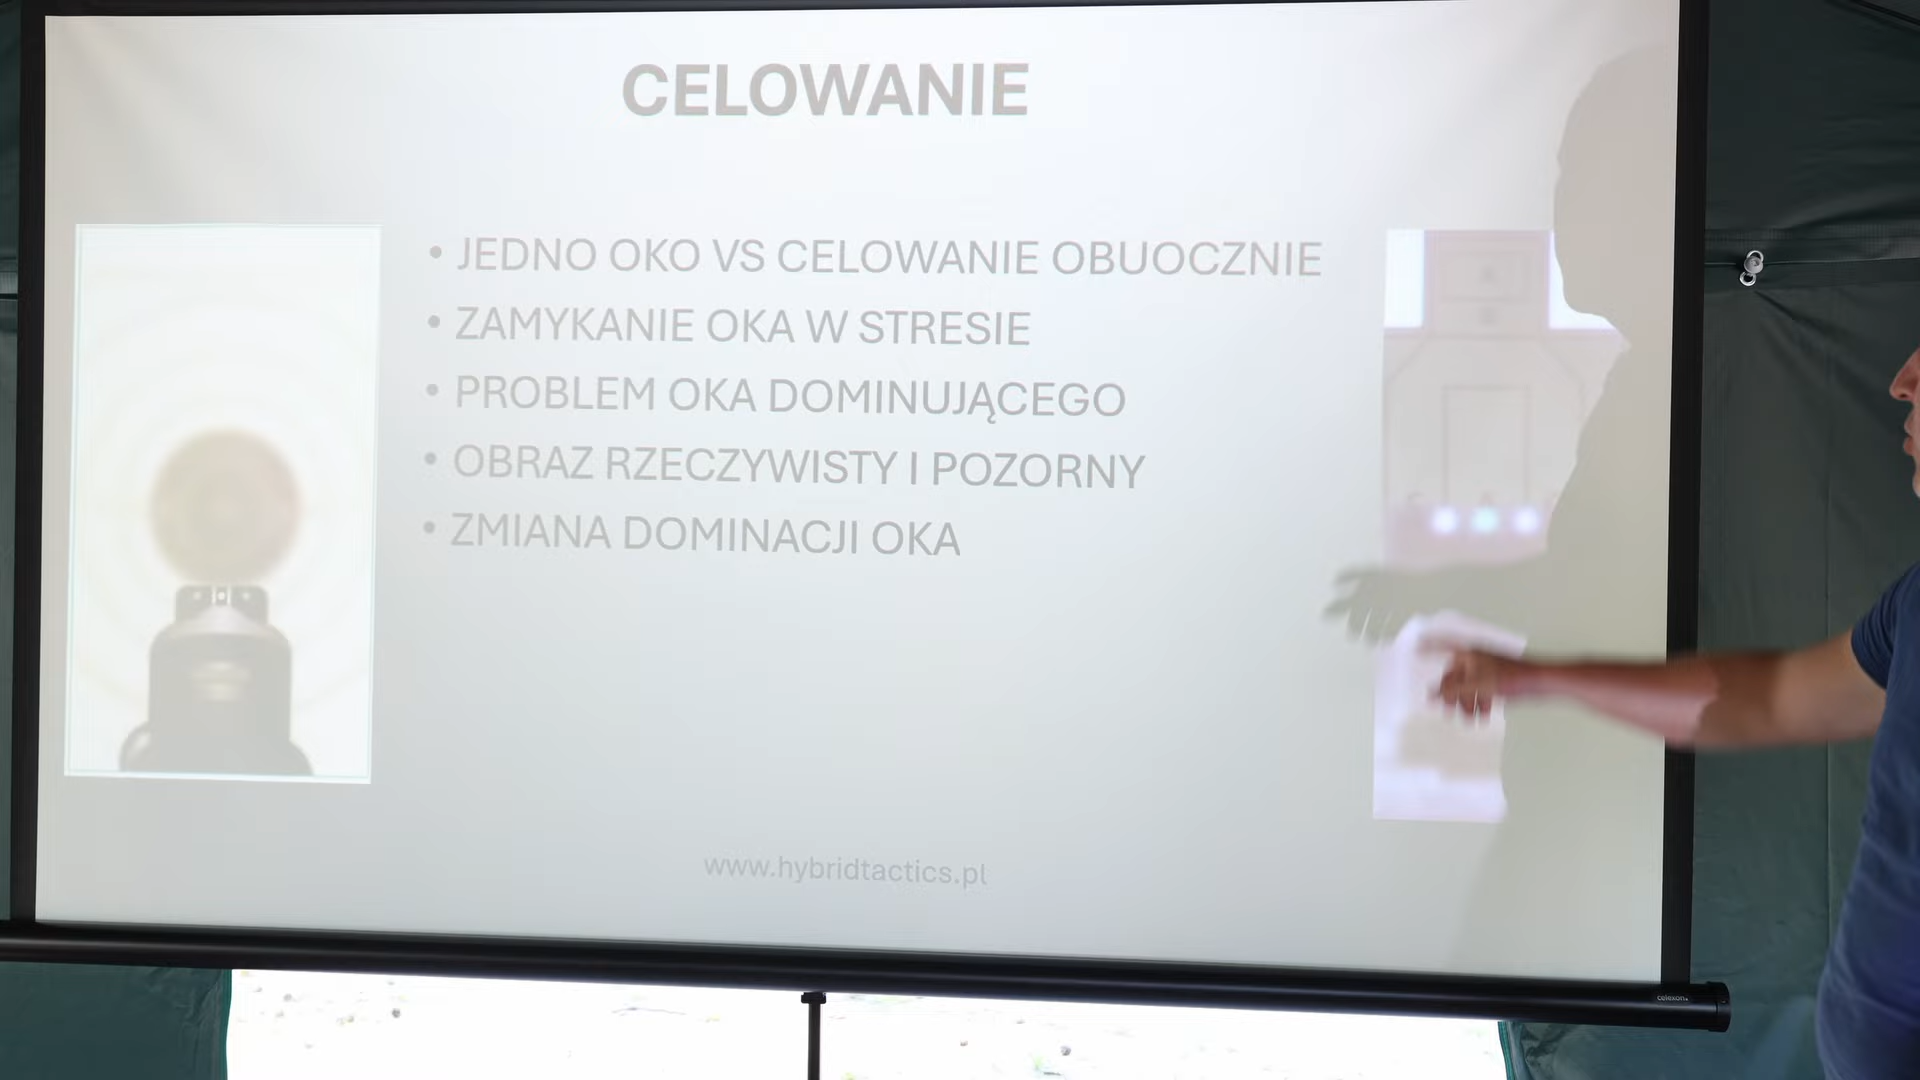 CELOWANIE
• JEDNO OKO VS CELOWANIE OBUOCZNIE
• ZAMYKANIE OKA W STRESIE
• PROBLEM OKA DOMINUJĄCEGO
• OBRAZ RZECZYWISTY I POZORNY
• ZMIANA DOMINACJI OKA
www.hybridtactics.pl
celexon